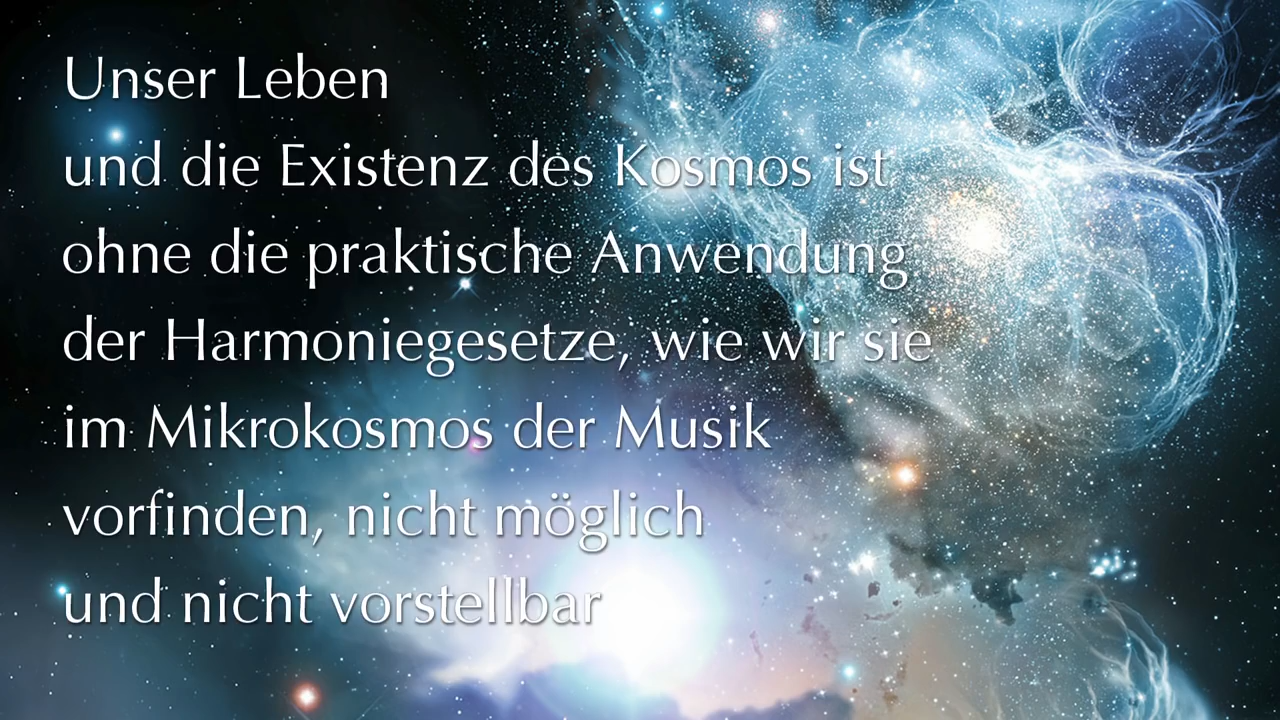 Unser Leben
und die Existenz des Kosmos ist
ohne die praktische Anwendung
der Harmoniegesetze, wie wir sie
im Mikrokosmos der Musik
vorfinden, nicht möglich
und nicht vorstellbar